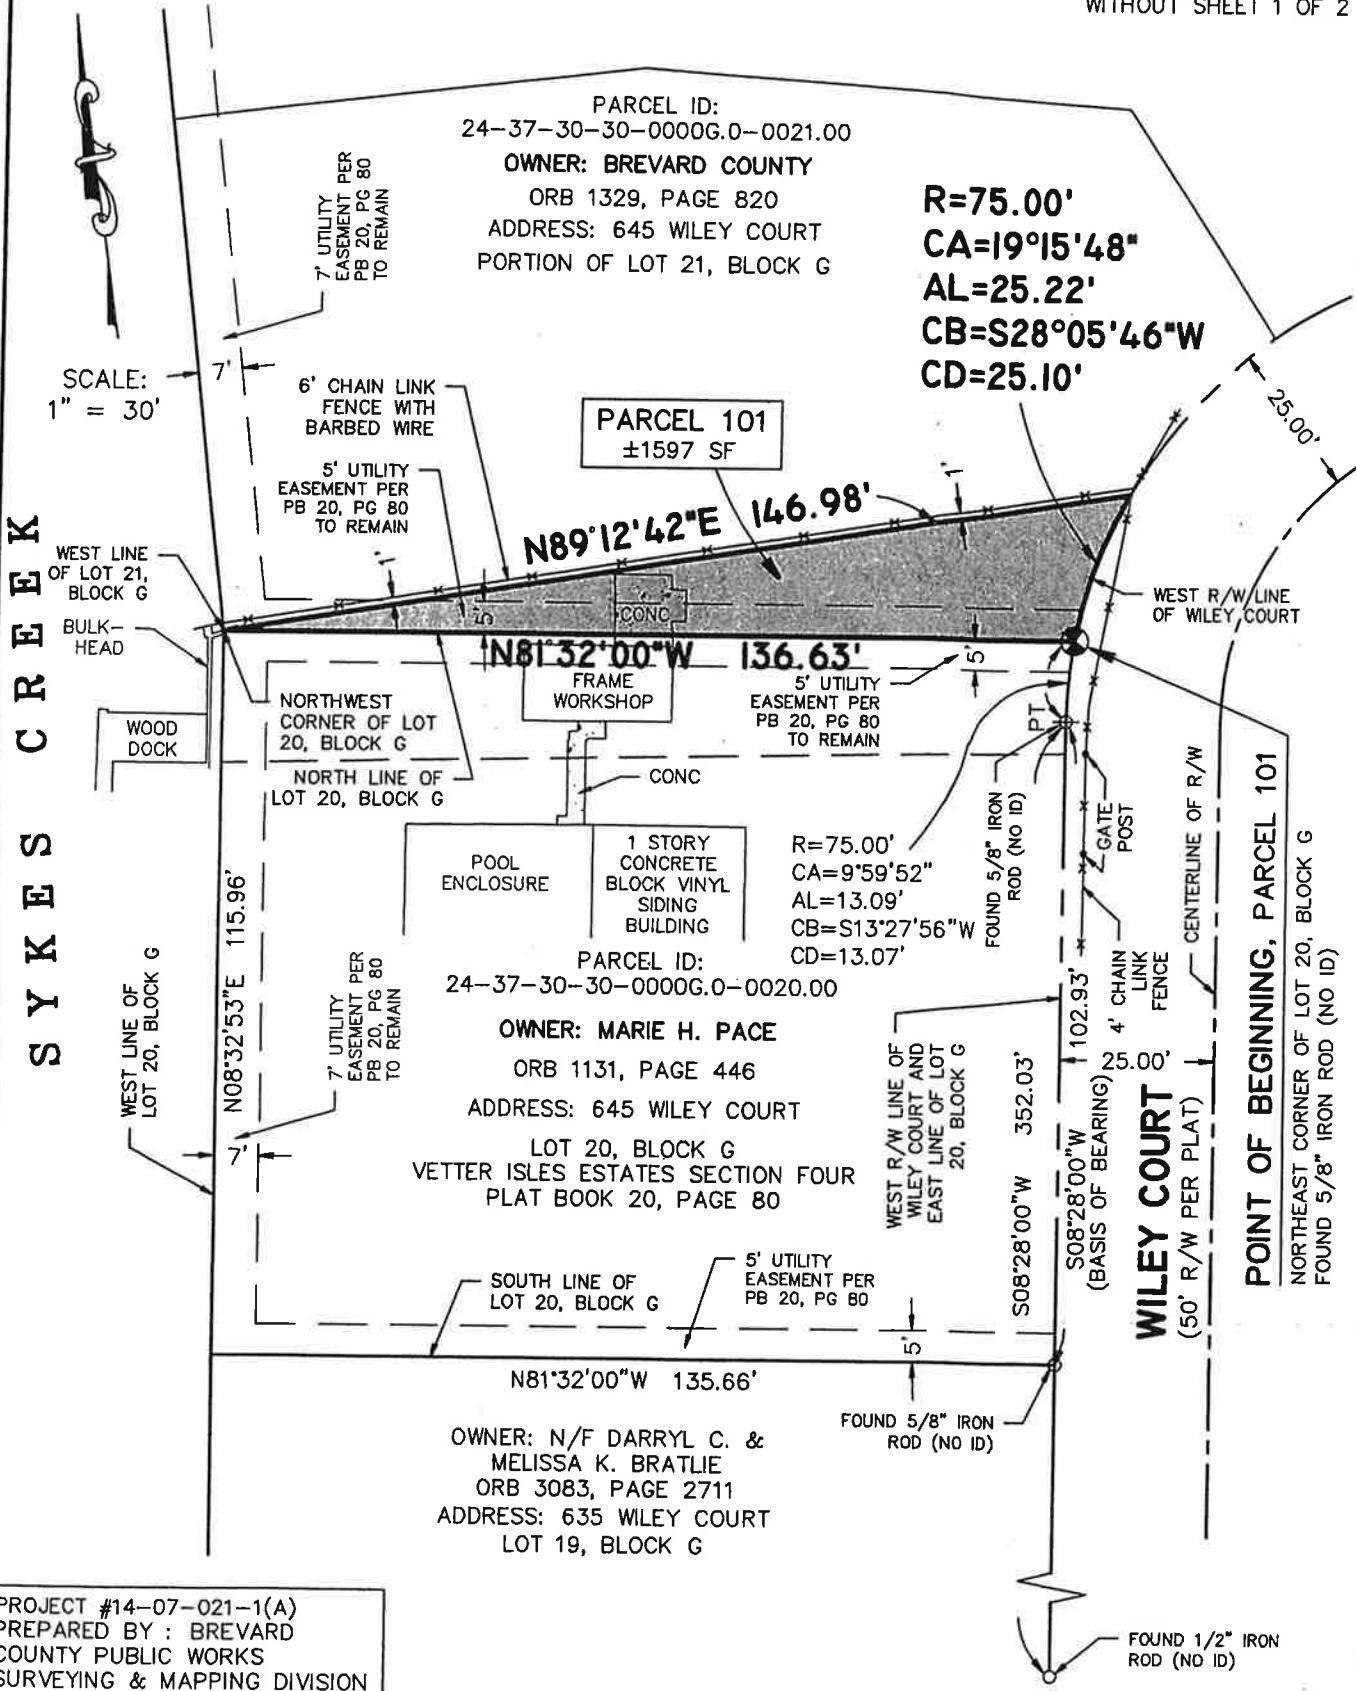 WITHOUT SHEET 1 OF 2
PARCEL ID:
24-37-30-30-0000G.0-0021.00
OWNER: BREVARD COUNTY
ORB 1329, PAGE 820
ADDRESS: 645 WILEY COURT
PORTION OF LOT 21, BLOCK G
7' UTILITY
EASEMENT PER
PB 20, PG 80
TO REMAIN
R=75.00'
CA=19°15'48"
AL=25.22'
CB=S28°05'46"W
CD=25.10'
SCALE:
1" = 30'
7'
6' CHAIN LINK
FENCE WITH
BARBED WIRE
PARCEL 101
±1597 SF
25.00'
5' UTILITY
EASEMENT PER
PB 20, PG 80
TO REMAIN
1'
N89°12'42"E 146.98'
1'
WEST LINE
OF LOT 21,
BLOCK G
BULK-
HEAD
5'
CONC
WEST R/W LINE
OF WILEY COURT
N81°32'00"W 136.63'
5'
FRAME
WORKSHOP
5' UTILITY
EASEMENT PER
PB 20, PG 80
TO REMAIN
NORTHWEST
CORNER OF LOT
20, BLOCK G
WOOD
DOCK
PT
NORTH LINE OF
LOT 20, BLOCK G
CONC
SYKES CREEK
POOL
ENCLOSURE
1 STORY
CONCRETE
BLOCK VINYL
SIDING
BUILDING
R=75.00'
CA=9°59'52"
AL=13.09'
CB=S13°27'56"W
CD=13.07'
FOUND 5/8" IRON
ROD (NO ID)
GATE
POST
CENTERLINE OF R/W
POINT OF BEGINNING, PARCEL 101
NORTHEAST CORNER OF LOT 20, BLOCK G
FOUND 5/8" IRON ROD (NO ID)
WEST LINE OF
LOT 20, BLOCK G
N08°32'53"E 115.96'
7' UTILITY
EASEMENT PER
PB 20, PG 80
TO REMAIN
7'
PARCEL ID:
24-37-30-30-0000G.0-0020.00
OWNER: MARIE H. PACE
ORB 1131, PAGE 446
ADDRESS: 645 WILEY COURT
LOT 20, BLOCK G
VETTER ISLES ESTATES SECTION FOUR
PLAT BOOK 20, PAGE 80
WEST R/W LINE OF
WILEY COURT AND
EAST LINE OF LOT
20, BLOCK G
102.93'
4' CHAIN
LINK
FENCE
25.00'
S08°28'00"W 352.03'
S08°28'00"W
(BASIS OF BEARING)
WILEY COURT
(50' R/W PER PLAT)
SOUTH LINE OF
LOT 20, BLOCK G
5' UTILITY
EASEMENT PER
PB 20, PG 80
5'
N81°32'00"W 135.66'
FOUND 5/8" IRON
ROD (NO ID)
OWNER: N/F DARRYL C. &
MELISSA K. BRATLIE
ORB 3083, PAGE 2711
ADDRESS: 635 WILEY COURT
LOT 19, BLOCK G
PROJECT #14-07-021-1(A)
PREPARED BY : BREVARD
COUNTY PUBLIC WORKS
SURVEYING & MAPPING DIVISION
FOUND 1/2" IRON
ROD (NO ID)